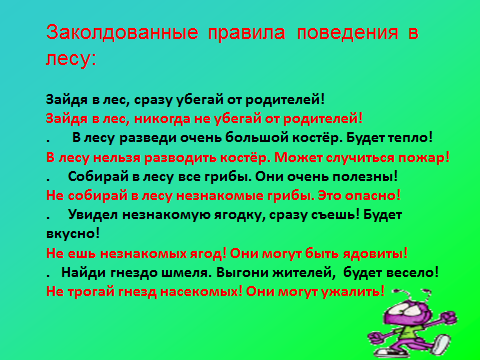 Заколдованные правила поведения в
лесу:
Зайдя в лес, сразу убегай от родителей!
Зайдя в лес, никогда не убегай от родителей!
. В лесу разведи очень большой костёр. Будет тепло!
В лесу нельзя разводить костёр. Может случиться пожар!
. Собирай в лесу все грибы. Они очень полезны!
Не собирай в лесу незнакомые грибы. Это опасно!
. Увидел незнакомую ягодку, сразу съешь! Будет
вкусно!
Не ешь незнакомых ягод! Они могут быть ядовиты!
. Найди гнездо шмеля. Выгони жителей, будет весело!
Не трогай гнезд насекомых! Они могут ужалить!